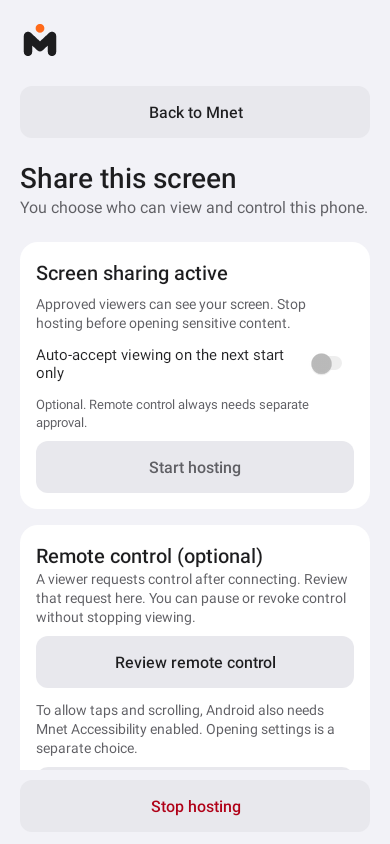 Back to Mnet
Share this screen
You choose who can view and control this phone.
Screen sharing active
Approved viewers can see your screen. Stop
hosting before opening sensitive content.
Auto-accept viewing on the next start
only
Optional. Remote control always needs separate
approval.
Start hosting
Remote control (optional)
A viewer requests control after connecting. Review
that request here. You can pause or revoke control
without stopping viewing.
Review remote control
To allow taps and scrolling, Android also needs
Mnet Accessibility enabled. Opening settings is a
separate choice.
Stop hosting